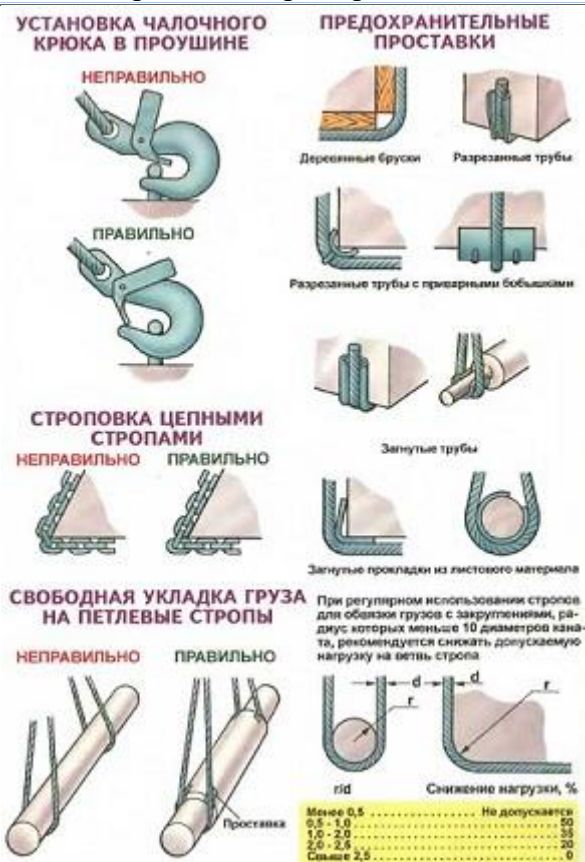 УСТАНОВКА ЧАЛОЧНОГО
КРЮКА В ПРОУШИНЕ
НЕПРАВИЛЬНО
ПРАВИЛЬНО
СТРОПОВКА ЦЕПНЫМИ
СТРОПАМИ
НЕПРАВИЛЬНО ПРАВИЛЬНО
СВОБОДНАЯ УКЛАДКА ГРУЗА
НА ПЕТЛЕВЫЕ СТРОПЫ
НЕПРАВИЛЬНО ПРАВИЛЬНО
Проставка
ПРЕДОХРАНИТЕЛЬНЫЕ
ПРОСТАВКИ
Деревянные бруски Разрезанные трубы
Разрезанные трубы с приварными бобышками
Загнутые трубы
Загнутые прокладки из листового материала
При регулярном использовании стропов
для обвязки грузов с закруглениями, ра-
диус которых меньше 10 диаметров кана-
та, рекомендуется снижать допускаемую
нагрузку на ветвь стропа
d d
r r
r/d Снижение нагрузки, %
Менее 0,5 ..................... Не допускается
0,5 - 1,0 ..................... 50
1,0 - 2,0 ..................... 35
2,0 - 2,5 ..................... 20
Свыше 2,5 ..................... 0